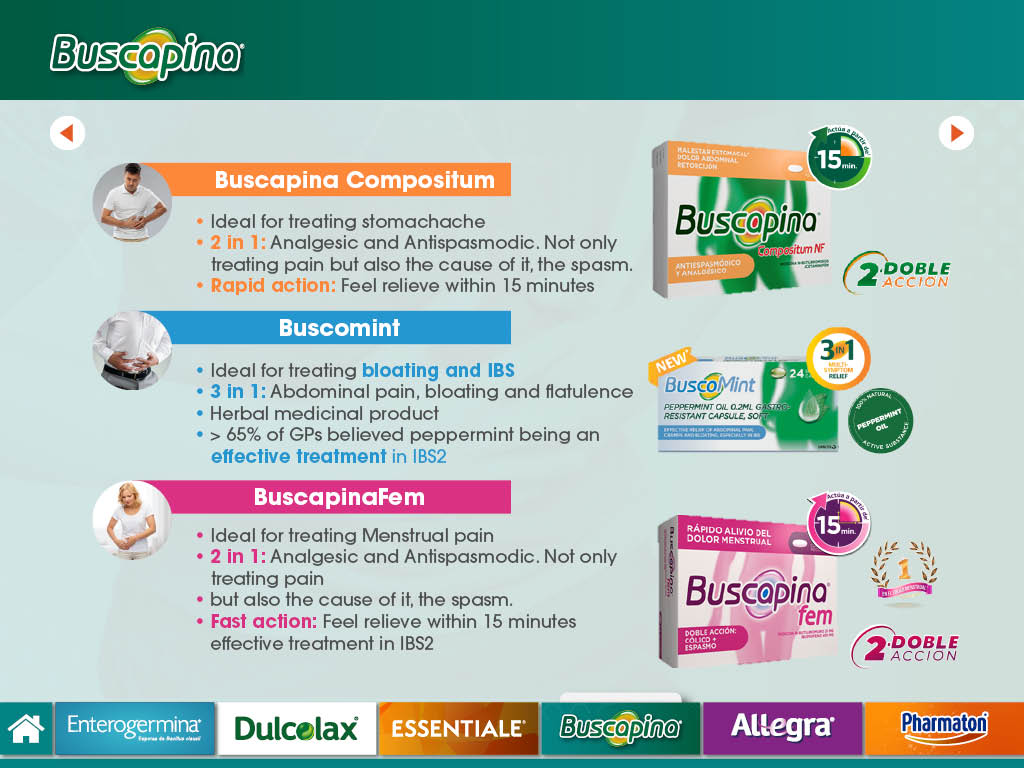 Buscapina®
Buscapina Compositum
• Ideal for treating stomachache
• 2 in 1: Analgesic and Antispasmodic. Not only
treating pain but also the cause of it, the spasm.
• Rapid action: Feel relieve within 15 minutes
MALESTAR ESTOMACAL
DOLOR ABDOMINAL
RETORCIJÓN
Actúa a partir de
15 min.
Buscapina®
Compositum NF
ANTIESPASMÓDICO
Y ANALGÉSICO
2 DOBLE
ACCIÓN
Buscomint
• Ideal for treating bloating and IBS
• 3 in 1: Abdominal pain, bloating and flatulence
• Herbal medicinal product
• > 65% of GPs believed peppermint being an
effective treatment in IBS2
NEW
BuscoMint
24
PEPPERMINT OIL 0.2ML GASTRO-
RESISTANT CAPSULE, SOFT
EFFECTIVE RELIEF OF ABDOMINAL PAIN,
CRAMPS AND BLOATING, ESPECIALLY IN IBS
3 IN 1
MULTI-
SYMPTOM
RELIEF
100% NATURAL
PEPPERMINT
OIL
ACTIVE SUBSTANCE
BuscapinaFem
• Ideal for treating Menstrual pain
• 2 in 1: Analgesic and Antispasmodic. Not only
treating pain
• but also the cause of it, the spasm.
• Fast action: Feel relieve within 15 minutes
effective treatment in IBS2
RÁPIDO ALIVIO DEL
DOLOR MENSTRUAL
Actúa a partir de
15 min.
Buscapina
Buscapina®
fem
DOBLE ACCIÓN:
CÓLICO +
ESPASMO
1
2 DOBLE
ACCIÓN
Enterogermina®
Esporas de Bacillus clausii
Dulcolax®
ESSENTIALE®
Buscapina®
Allegra®
Pharmaton®